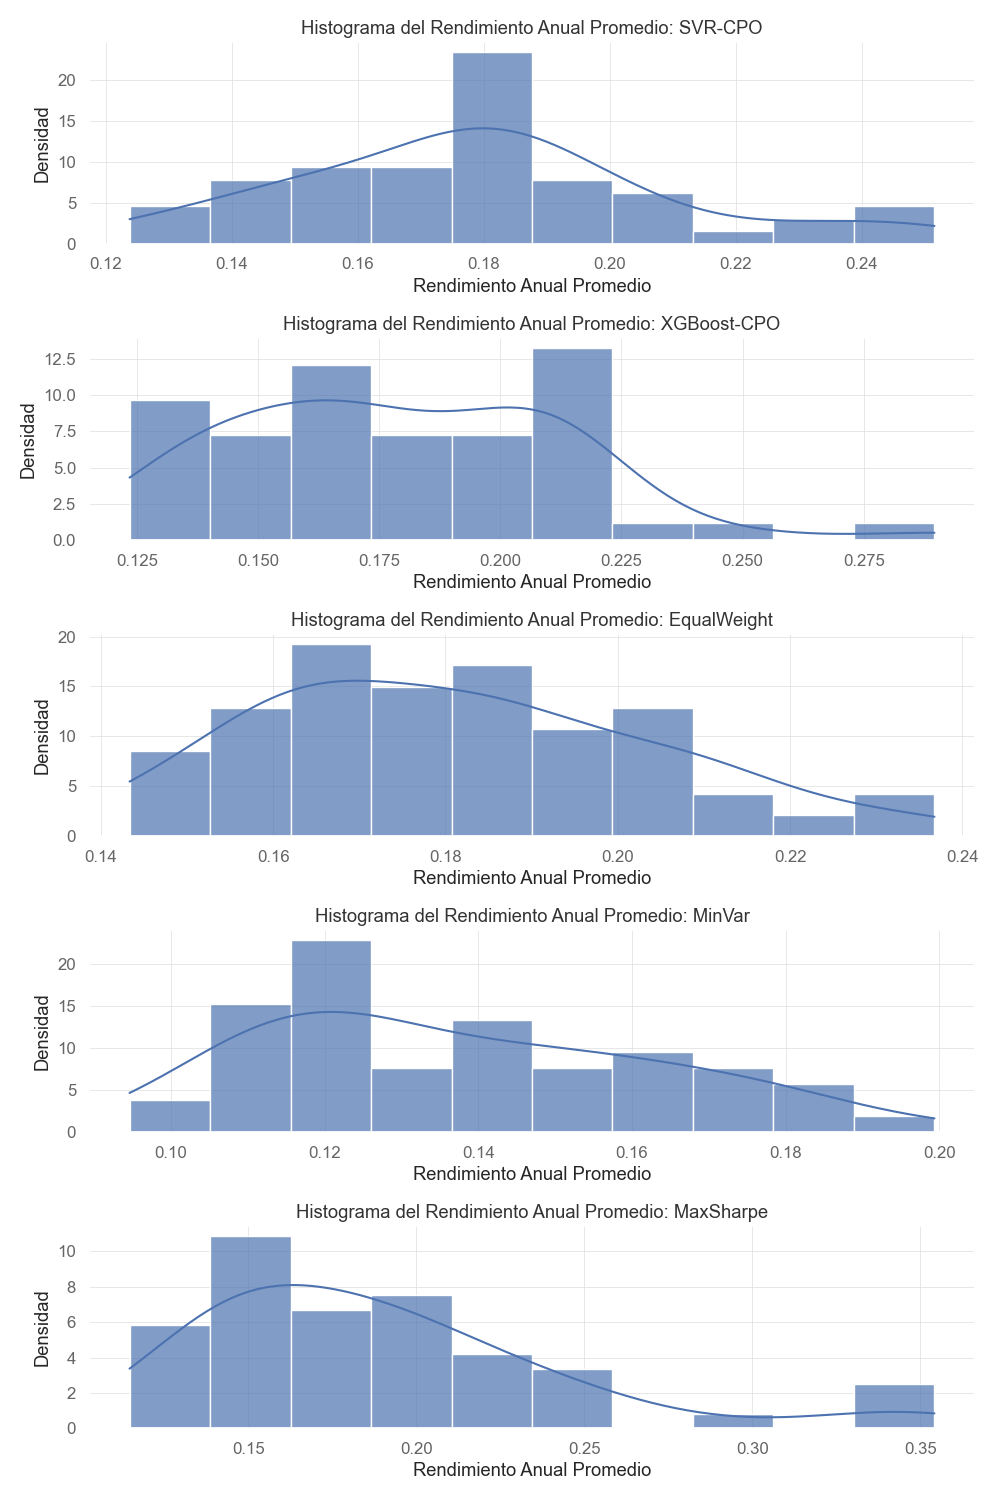 Histograma del Rendimiento Anual Promedio: SVR-CPO
Densidad
20
15
10
5
0
0.12 0.14 0.16 0.18 0.20 0.22 0.24
Rendimiento Anual Promedio
Histograma del Rendimiento Anual Promedio: XGBoost-CPO
Densidad
12.5
10.0
7.5
5.0
2.5
0.0
0.125 0.150 0.175 0.200 0.225 0.250 0.275
Rendimiento Anual Promedio
Histograma del Rendimiento Anual Promedio: EqualWeight
Densidad
20
15
10
5
0
0.14 0.16 0.18 0.20 0.22 0.24
Rendimiento Anual Promedio
Histograma del Rendimiento Anual Promedio: MinVar
Densidad
20
15
10
5
0
0.10 0.12 0.14 0.16 0.18 0.20
Rendimiento Anual Promedio
Histograma del Rendimiento Anual Promedio: MaxSharpe
Densidad
10
8
6
4
2
0
0.15 0.20 0.25 0.30 0.35
Rendimiento Anual Promedio